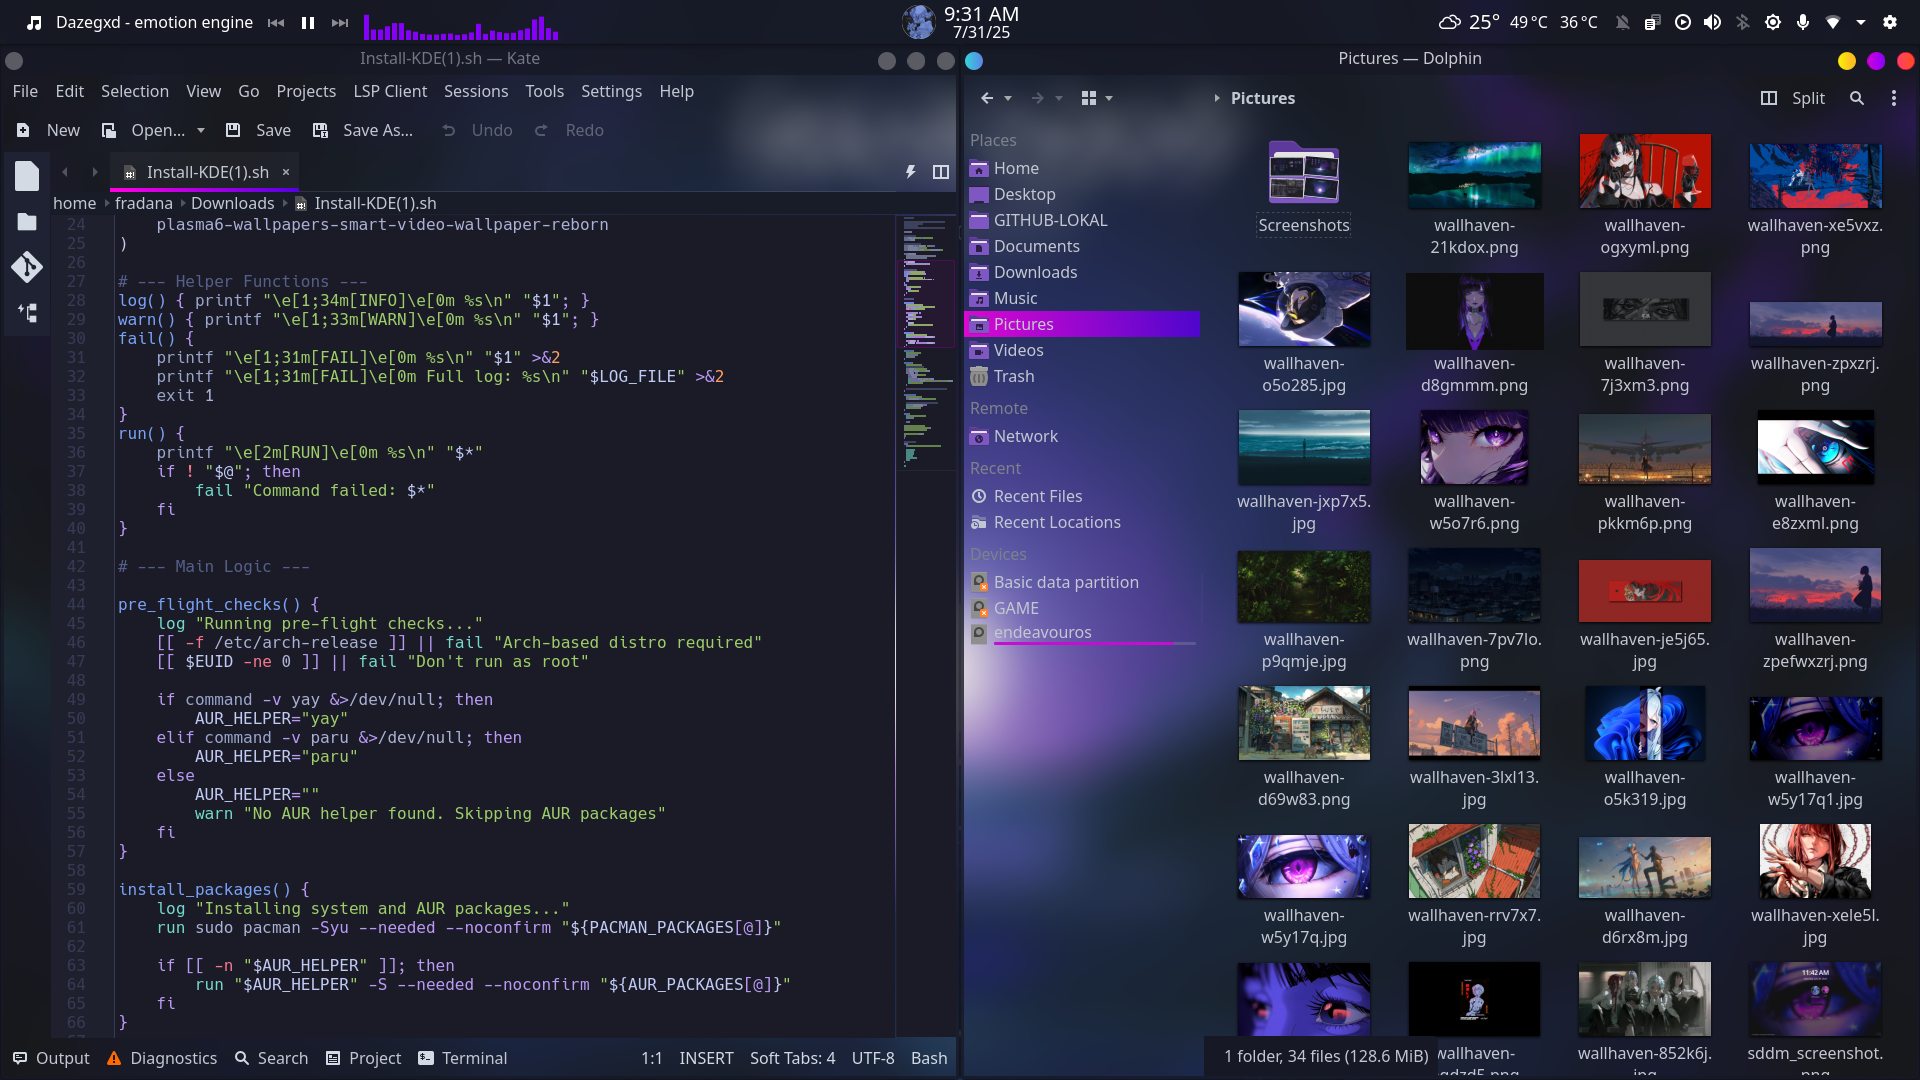 Dazegxd - emotion engine
9:31 AM
7/31/25
25° 49°C 36°C
Install-KDE(1).sh — Kate
File Edit Selection View Go Projects LSP Client Sessions Tools Settings Help
New Open... Save Save As... Undo Redo
Install-KDE(1).sh ×
home fradana Downloads Install-KDE(1).sh
24 plasma6-wallpapers-smart-video-wallpaper-reborn
25 )
26
27 # --- Helper Functions ---
28 log() { printf "\e[1;34m[INFO]\e[0m %s\n" "$1"; }
29 warn() { printf "\e[1;33m[WARN]\e[0m %s\n" "$1"; }
30 fail() {
31 printf "\e[1;31m[FAIL]\e[0m %s\n" "$1" >&2
32 printf "\e[1;31m[FAIL]\e[0m Full log: %s\n" "$LOG_FILE" >&2
33 exit 1
34 }
35 run() {
36 printf "\e[2m[RUN]\e[0m %s\n" "$*"
37 if ! "$@"; then
38 fail "Command failed: $*"
39 fi
40 }
41
42 # --- Main Logic ---
43
44 pre_flight_checks() {
45 log "Running pre-flight checks..."
46 [[ -f /etc/arch-release ]] || fail "Arch-based distro required"
47 [[ $EUID -ne 0 ]] || fail "Don't run as root"
48
49 if command -v yay &>/dev/null; then
50 AUR_HELPER="yay"
51 elif command -v paru &>/dev/null; then
52 AUR_HELPER="paru"
53 else
54 AUR_HELPER=""
55 warn "No AUR helper found. Skipping AUR packages"
56 fi
57 }
58
59 install_packages() {
60 log "Installing system and AUR packages..."
61 run sudo pacman -Syu --needed --noconfirm "${PACMAN_PACKAGES[@]}"
62
63 if [[ -n "$AUR_HELPER" ]]; then
64 run "$AUR_HELPER" -S --needed --noconfirm "${AUR_PACKAGES[@]}"
65 fi
66 }
Output Diagnostics Search Project Terminal 1:1 INSERT Soft Tabs: 4 UTF-8 Bash
Pictures — Dolphin
Pictures Split
Places
Home
Desktop
GITHUB-LOKAL
Documents
Downloads
Music
Pictures
Videos
Trash
Remote
Network
Recent
Recent Files
Recent Locations
Devices
Basic data partition
GAME
endeavouros
Screenshots
wallhaven-
21kdox.png
wallhaven-
ogxyml.png
wallhaven-xe5vxz.
png
wallhaven-
o5o285.jpg
wallhaven-
d8gmmm.png
wallhaven-
7j3xm3.png
wallhaven-zpxzrj.
png
wallhaven-jxp7x5.
jpg
wallhaven-
w5o7r6.png
wallhaven-
pkkm6p.png
wallhaven-
e8zxml.png
wallhaven-
p9qmje.jpg
wallhaven-7pv7lo.
png
wallhaven-je5j65.
jpg
wallhaven-
zpefwxzrj.png
wallhaven-
d69w83.png
wallhaven-3lxl13.
jpg
wallhaven-
o5k319.jpg
wallhaven-
w5y17q1.jpg
wallhaven-
w5y17q.jpg
wallhaven-rrv7x7.
jpg
wallhaven-
d6rx8m.jpg
wallhaven-xele5l.
jpg
11:42 AM
wallhaven-
wallhaven-852k6j.
sddm_screenshot.
1 folder, 34 files (128.6 MiB)